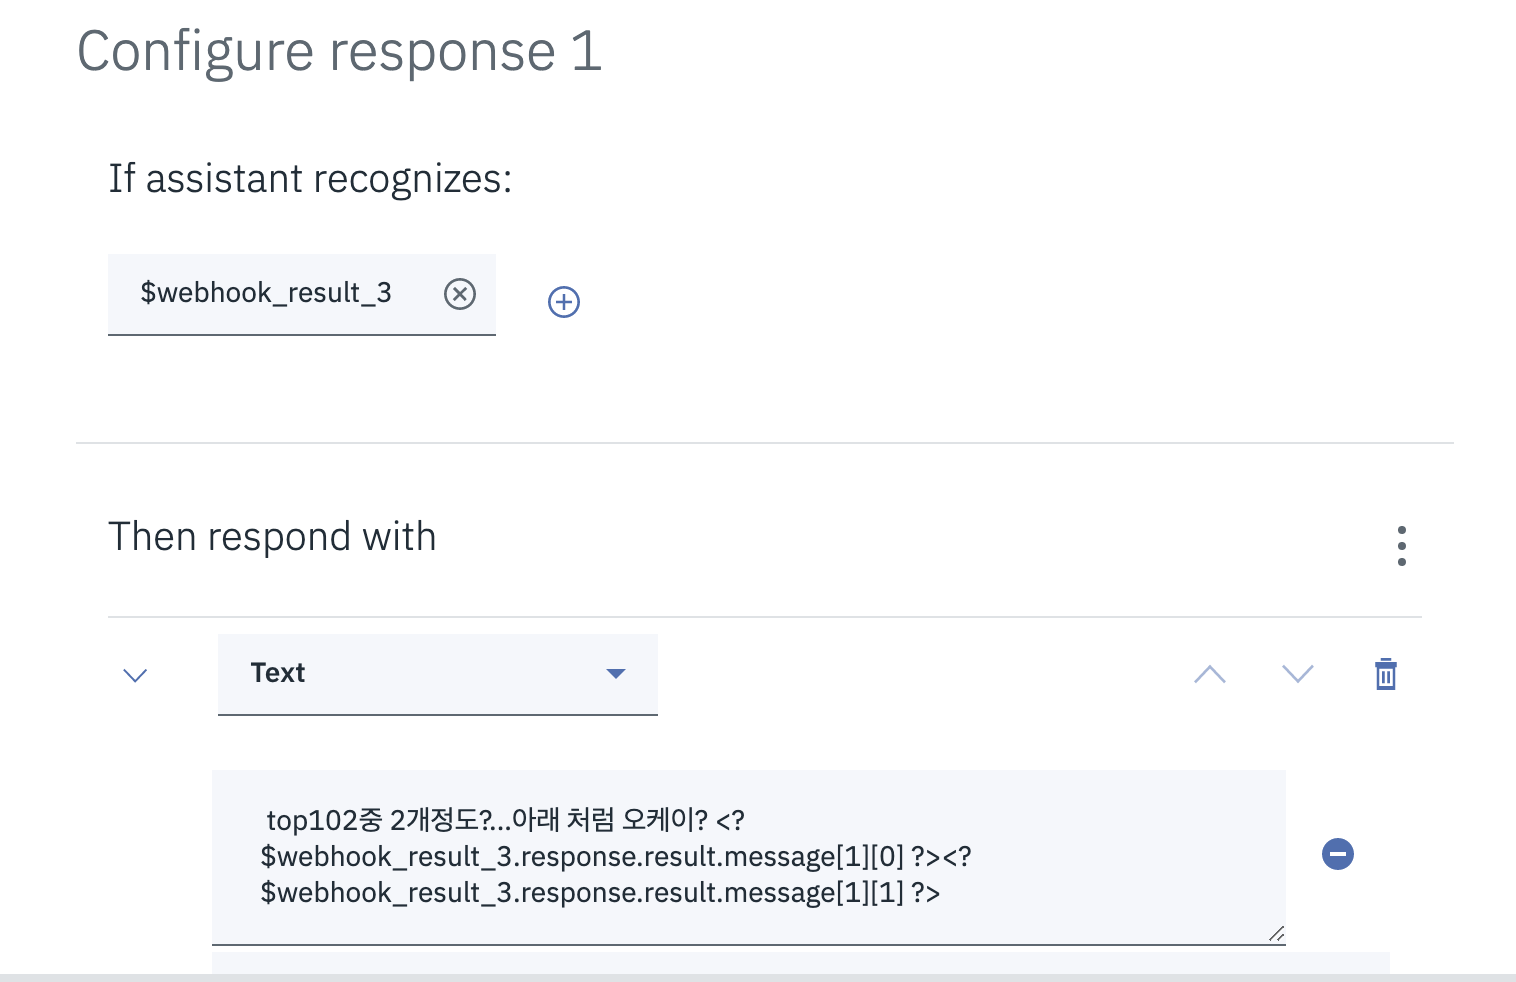 Configure response 1
If assistant recognizes:
$webhook_result_3
Then respond with
Text
top102중 2개정도?...아래 처럼 오케이? <?
$webhook_result_3.response.result.message[1][0] ?><?
$webhook_result_3.response.result.message[1][1] ?>